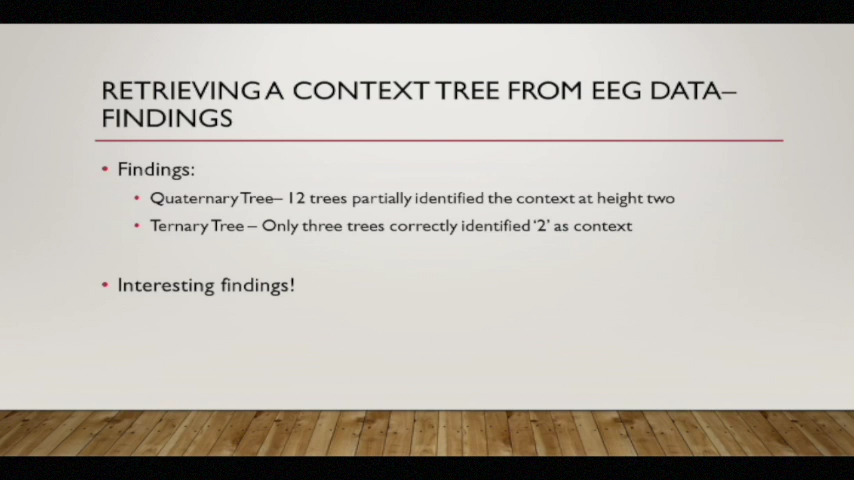 RETRIEVING A CONTEXT TREE FROM EEG DATA–
FINDINGS
• Findings:
• Quaternary Tree– 12 trees partially identified the context at height two
• Ternary Tree – Only three trees correctly identified ‘2’ as context
• Interesting findings!